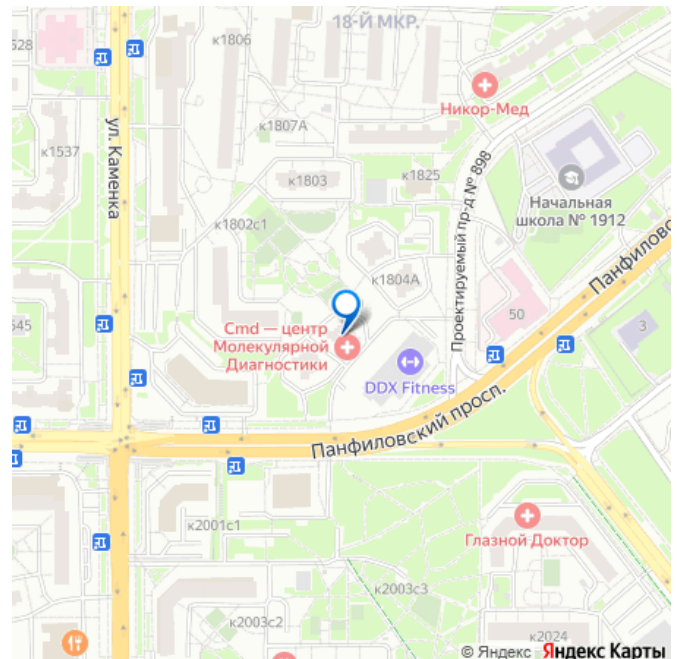 18-Й МКР.
528
к1806
Никор-Мед
к1807А
ул. Каменка
к1537
к1803
к1825
Проектируемый пр-д № 898
Начальная
школа № 1912
к1802с1
к1804А
Панфиловс
50
545
3
Cmd — центр
Молекулярной
Диагностики
DDX Fitness
Панфиловский просп.
к2001с1
Глазной Доктор
к2003с3
к2003с2
к2024
© Яндекс Яндекс Карты